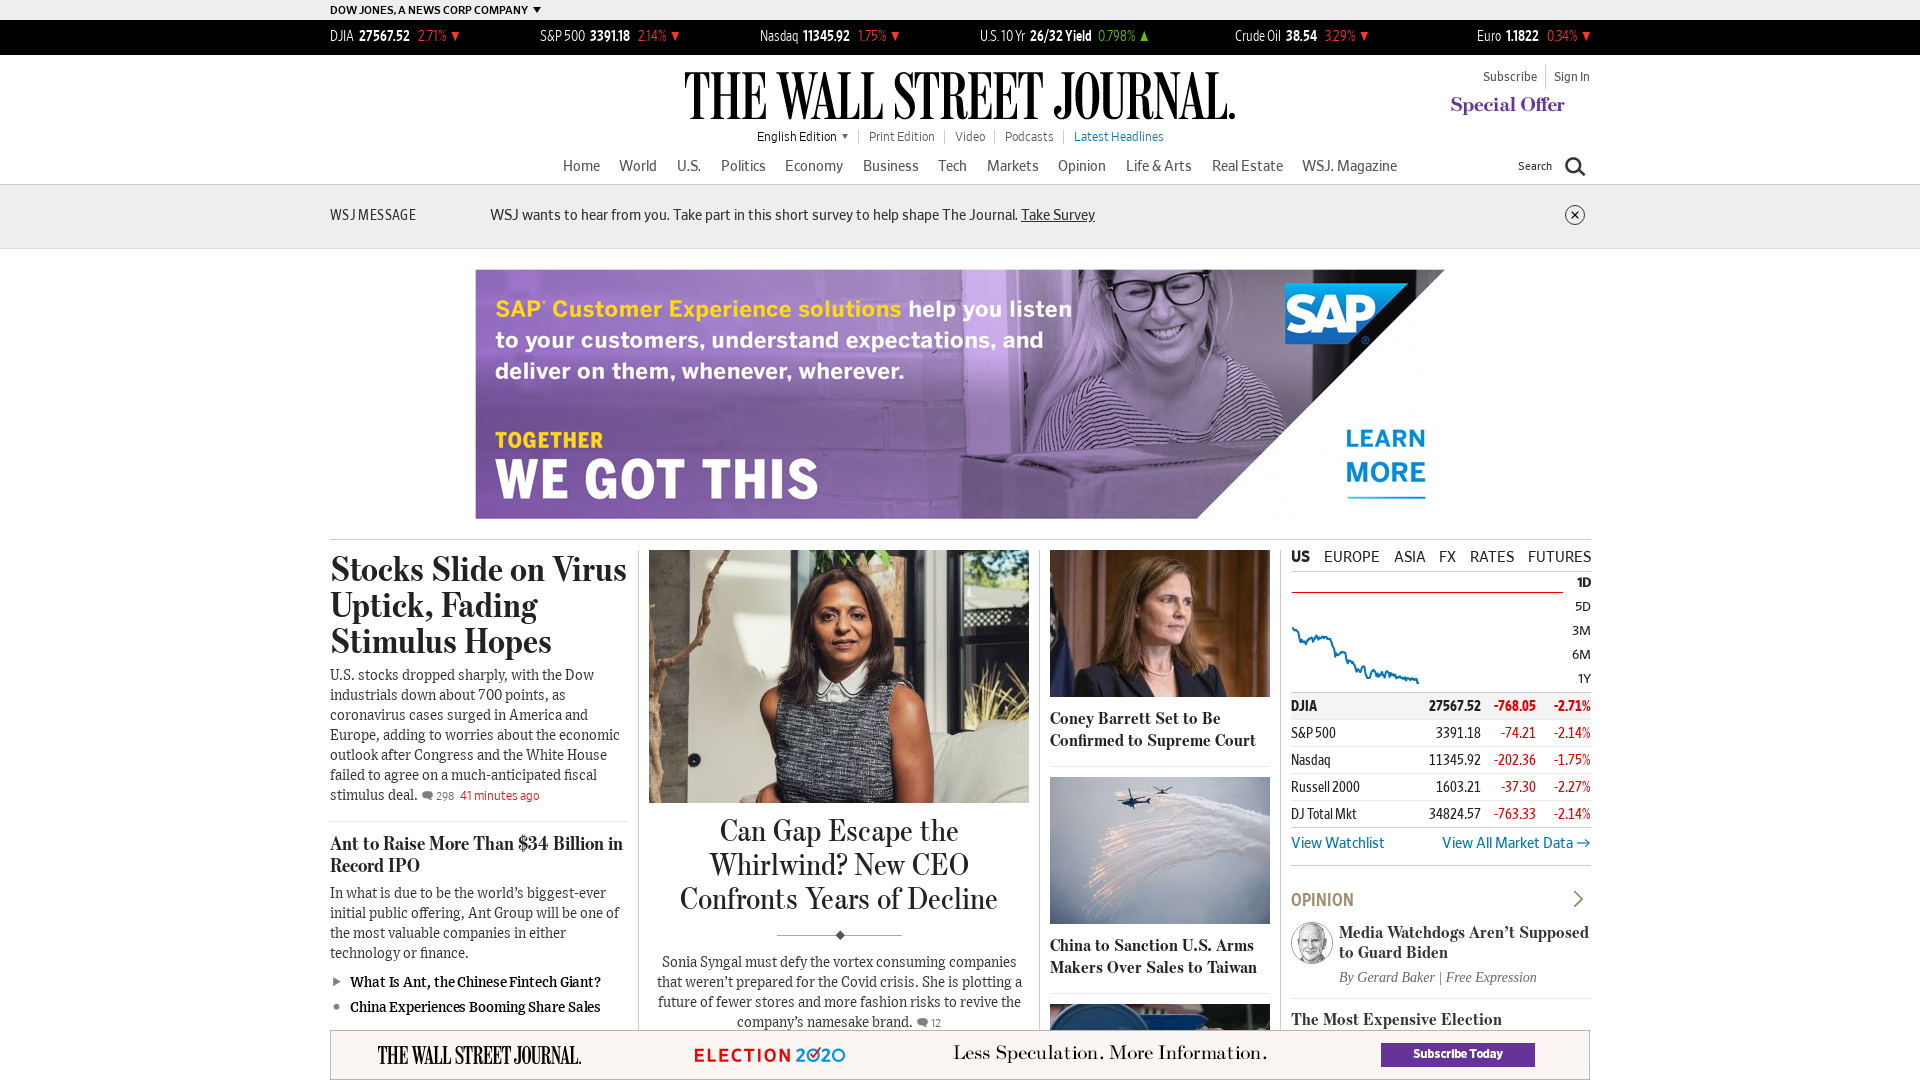 DOW JONES, A NEWS CORP COMPANY
DJIA 27567.52 2.71% S&P 500 3391.18 2.14% Nasdaq 11345.92 1.75% U.S. 10 Yr 26/32 Yield 0.798% Crude Oil 38.54 3.29% Euro 1.1822 0.34%
Subscribe Sign In
THE WALL STREET JOURNAL.
Special Offer
English Edition Print Edition Video Podcasts Latest Headlines
Home World U.S. Politics Economy Business Tech Markets Opinion Life & Arts Real Estate WSJ. Magazine Search
WSJ MESSAGE WSJ wants to hear from you. Take part in this short survey to help shape The Journal. Take Survey
SAP® Customer Experience solutions help you listen
to your customers, understand expectations, and
deliver on them, whenever, wherever.
TOGETHER
WE GOT THIS
SAP®
LEARN
MORE
Stocks Slide on Virus
Uptick, Fading
Stimulus Hopes
U.S. stocks dropped sharply, with the Dow
industrials down about 700 points, as
coronavirus cases surged in America and
Europe, adding to worries about the economic
outlook after Congress and the White House
failed to agree on a much-anticipated fiscal
stimulus deal. 298 41 minutes ago
Ant to Raise More Than $34 Billion in
Record IPO
In what is due to be the world’s biggest-ever
initial public offering, Ant Group will be one of
the most valuable companies in either
technology or finance.
What Is Ant, the Chinese Fintech Giant?
China Experiences Booming Share Sales
Can Gap Escape the
Whirlwind? New CEO
Confronts Years of Decline
Sonia Syngal must defy the vortex consuming companies
that weren’t prepared for the Covid crisis. She is plotting a
future of fewer stores and more fashion risks to revive the
company’s namesake brand. 12
Coney Barrett Set to Be
Confirmed to Supreme Court
China to Sanction U.S. Arms
Makers Over Sales to Taiwan
US EUROPE ASIA FX RATES FUTURES
1D
5D
3M
6M
1Y
DJIA 27567.52 -768.05 -2.71%
S&P 500 3391.18 -74.21 -2.14%
Nasdaq 11345.92 -202.36 -1.75%
Russell 2000 1603.21 -37.30 -2.27%
DJ Total Mkt 34824.57 -763.33 -2.14%
View Watchlist View All Market Data
OPINION
Media Watchdogs Aren’t Supposed
to Guard Biden
By Gerard Baker | Free Expression
The Most Expensive Election
THE WALL STREET JOURNAL. ELECTION 2020 Less Speculation. More Information. Subscribe Today